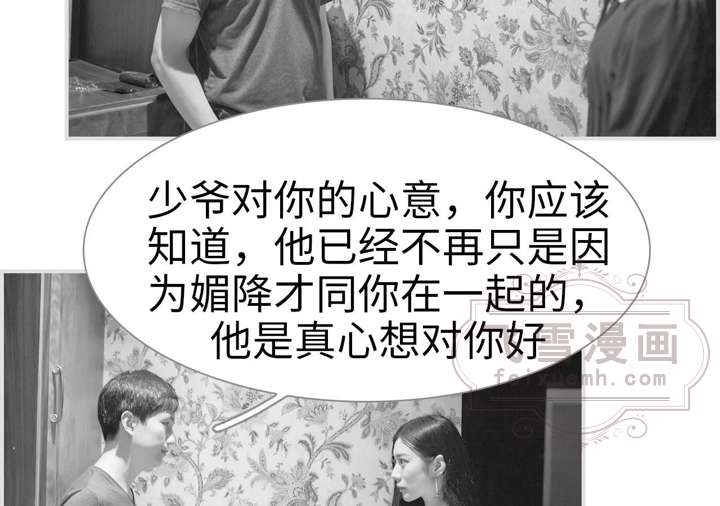 少爷对你的心意，你应该
知道，他已经不再只是因
为媚降才同你在一起的，
他是真心想对你好
飞雪漫画
feixuemh.com